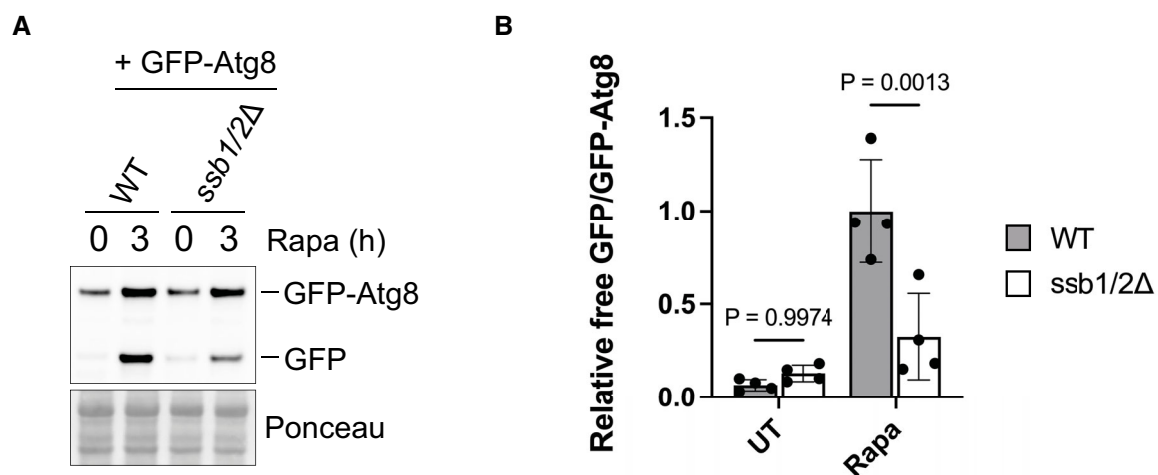 A
+ GFP-Atg8
WT
ssb1/2Δ
0 3 0 3 Rapa (h)
GFP-Atg8
GFP
Ponceau
B
Relative free GFP/GFP-Atg8
1.5
1.0
0.5
0.0
P = 0.9974
P = 0.0013
UT
Rapa
WT
ssb1/2Δ